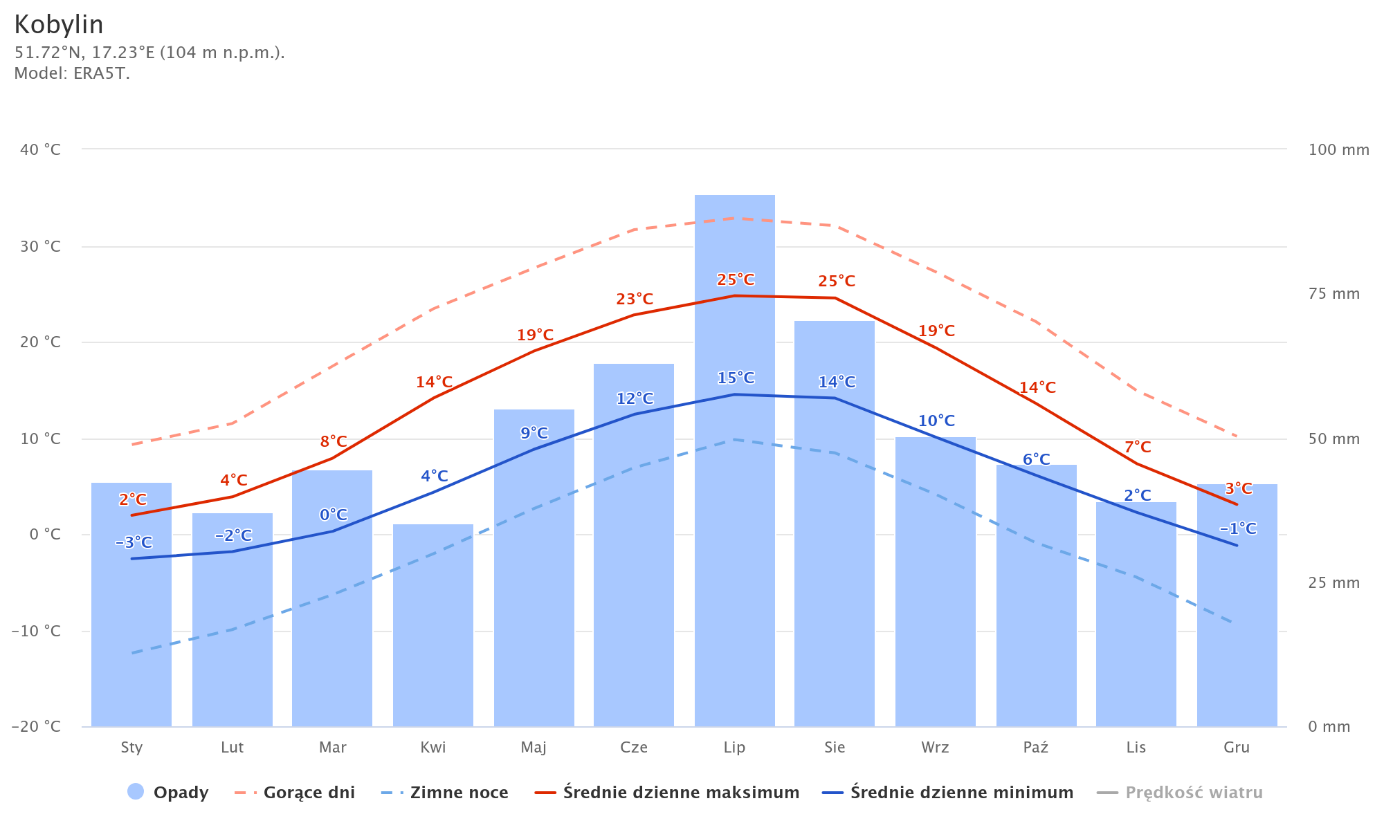 Kobylin
51.72°N, 17.23°E (104 m n.p.m.).
Model: ERA5T.
40 °C
100 mm
30 °C
25°C
25°C
75 mm
23°C
20 °C
19°C
19°C
15°C
14°C
14°C
14°C
12°C
10 °C
10°C
9°C
8°C
7°C
50 mm
6°C
4°C
4°C
3°C
2°C
2°C
0°C
0 °C
−3°C
−2°C
−1°C
25 mm
−10 °C
−20 °C
0 mm
Sty Lut Mar Kwi Maj Cze Lip Sie Wrz Paź Lis Gru
Opady Gorące dni Zimne noce Średnie dzienne maksimum Średnie dzienne minimum Prędkość wiatru